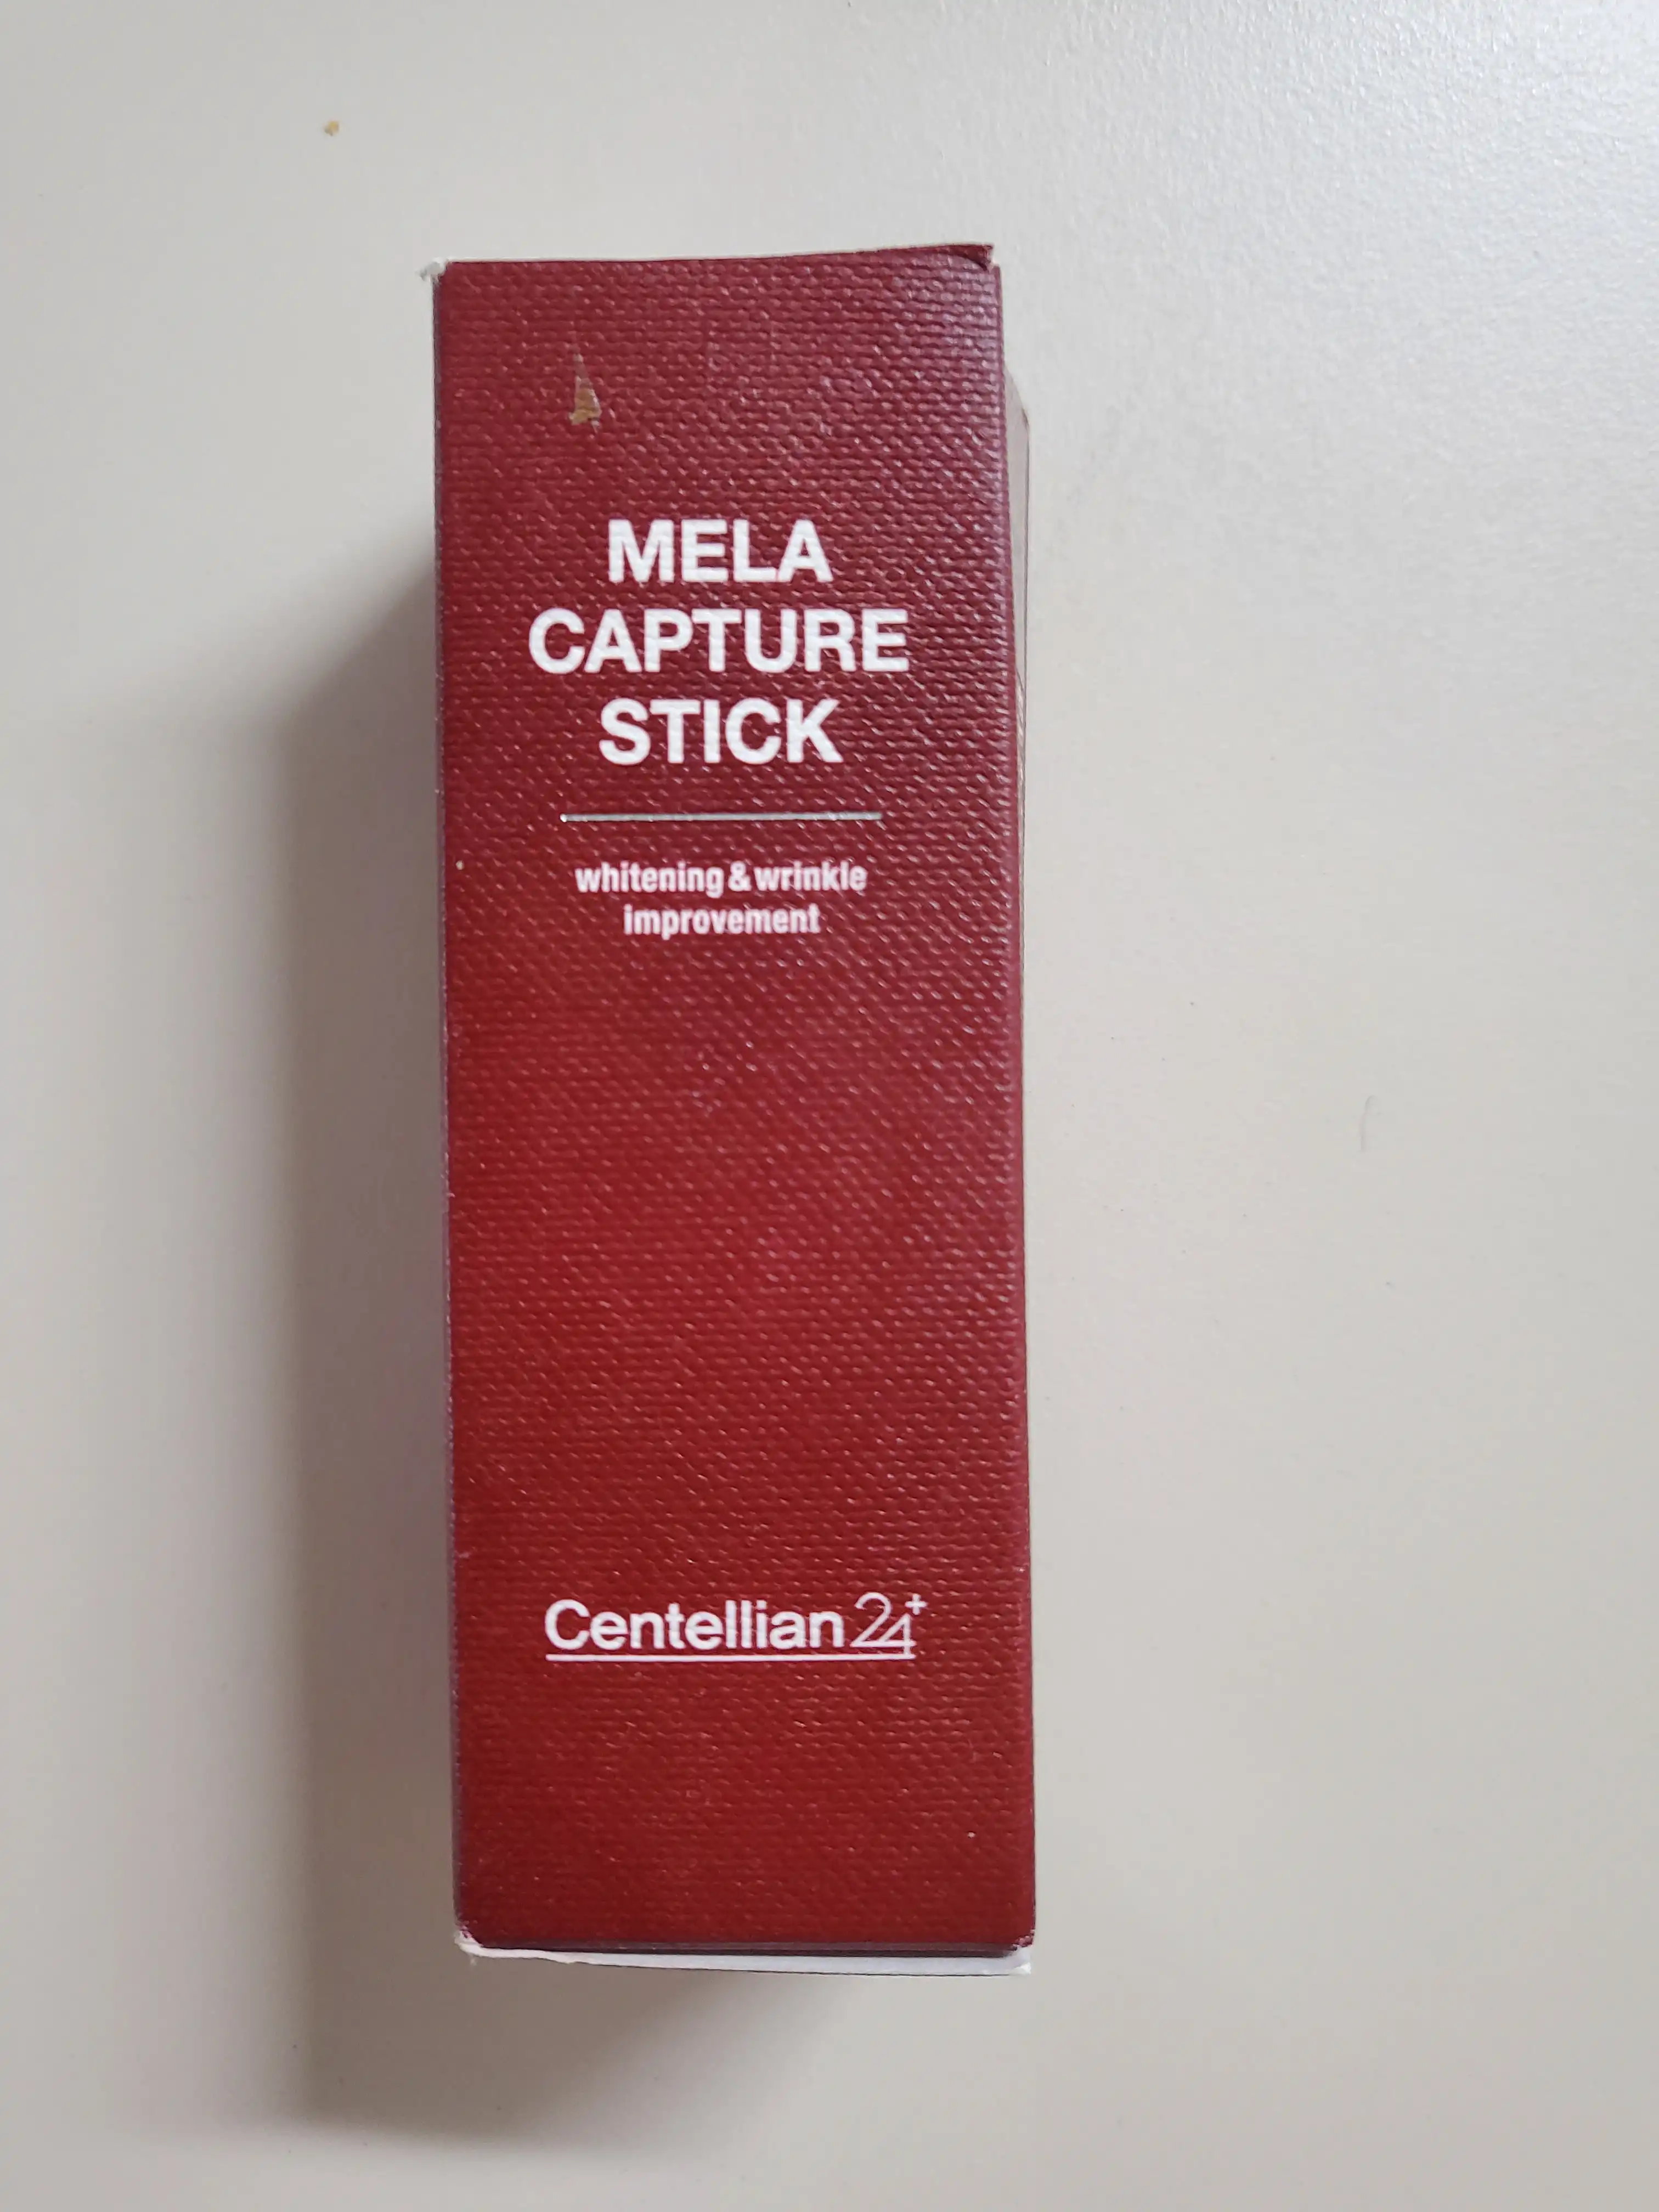 MELA
CAPTURE
STICK
whitening & wrinkle
improvement
Centellian24+